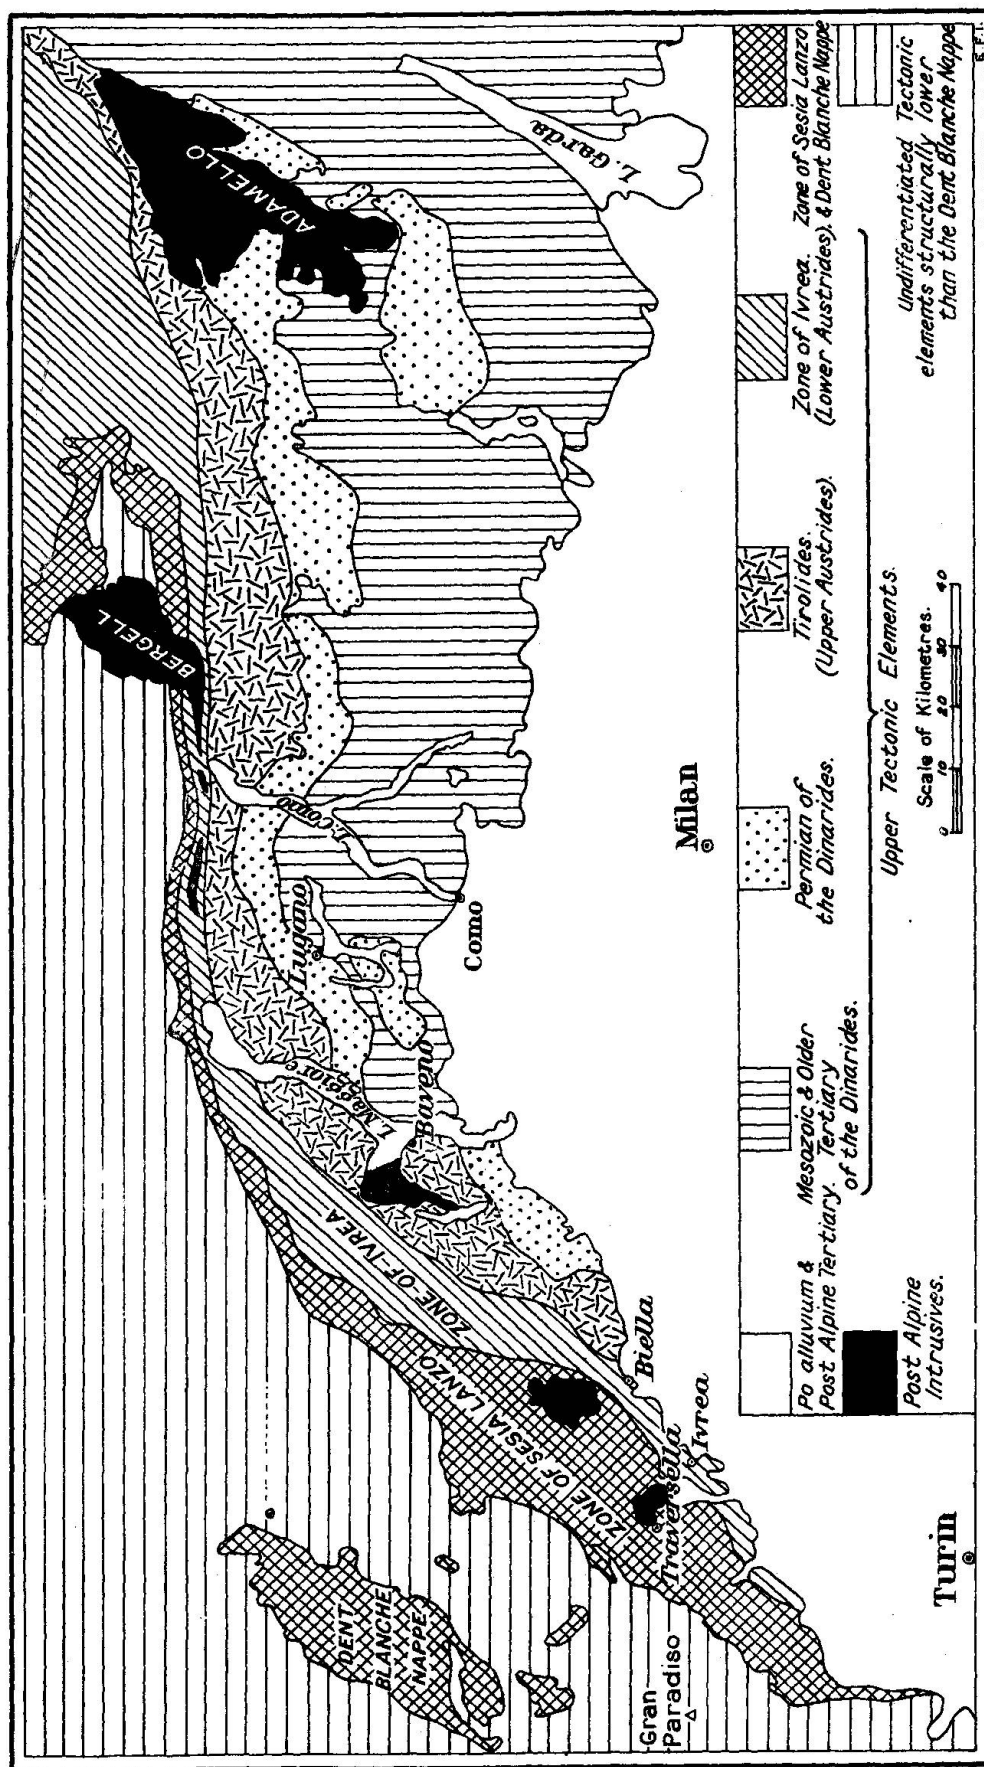 ADAMELLO
L. Garda
BERGELL
L. Como
Lugano
Como
Milan
L. Maggiore
Baveno
ZONE OF IVREA
ZONE OF SESIA LANZO
Biella
Ivrea
Traversella
DENT
BLANCHE
NAPPE
Gran
Paradiso
Turin
Po alluvium &
Post Alpine Tertiary.
Mesozoic & Older
Tertiary
of the Dinarides.
Permian of
the Dinarides.
Tirolides.
(Upper Austrides).
Zone of Ivrea.
(Lower Austrides).
Zone of Sesia Lanzo
& Dent Blanche Nappe
Upper Tectonic Elements.
Post Alpine
Intrusives.
Scale of Kilometres.
0 10 20 30 40
Undifferentiated Tectonic
elements structurally lower
than the Dent Blanche Nappe